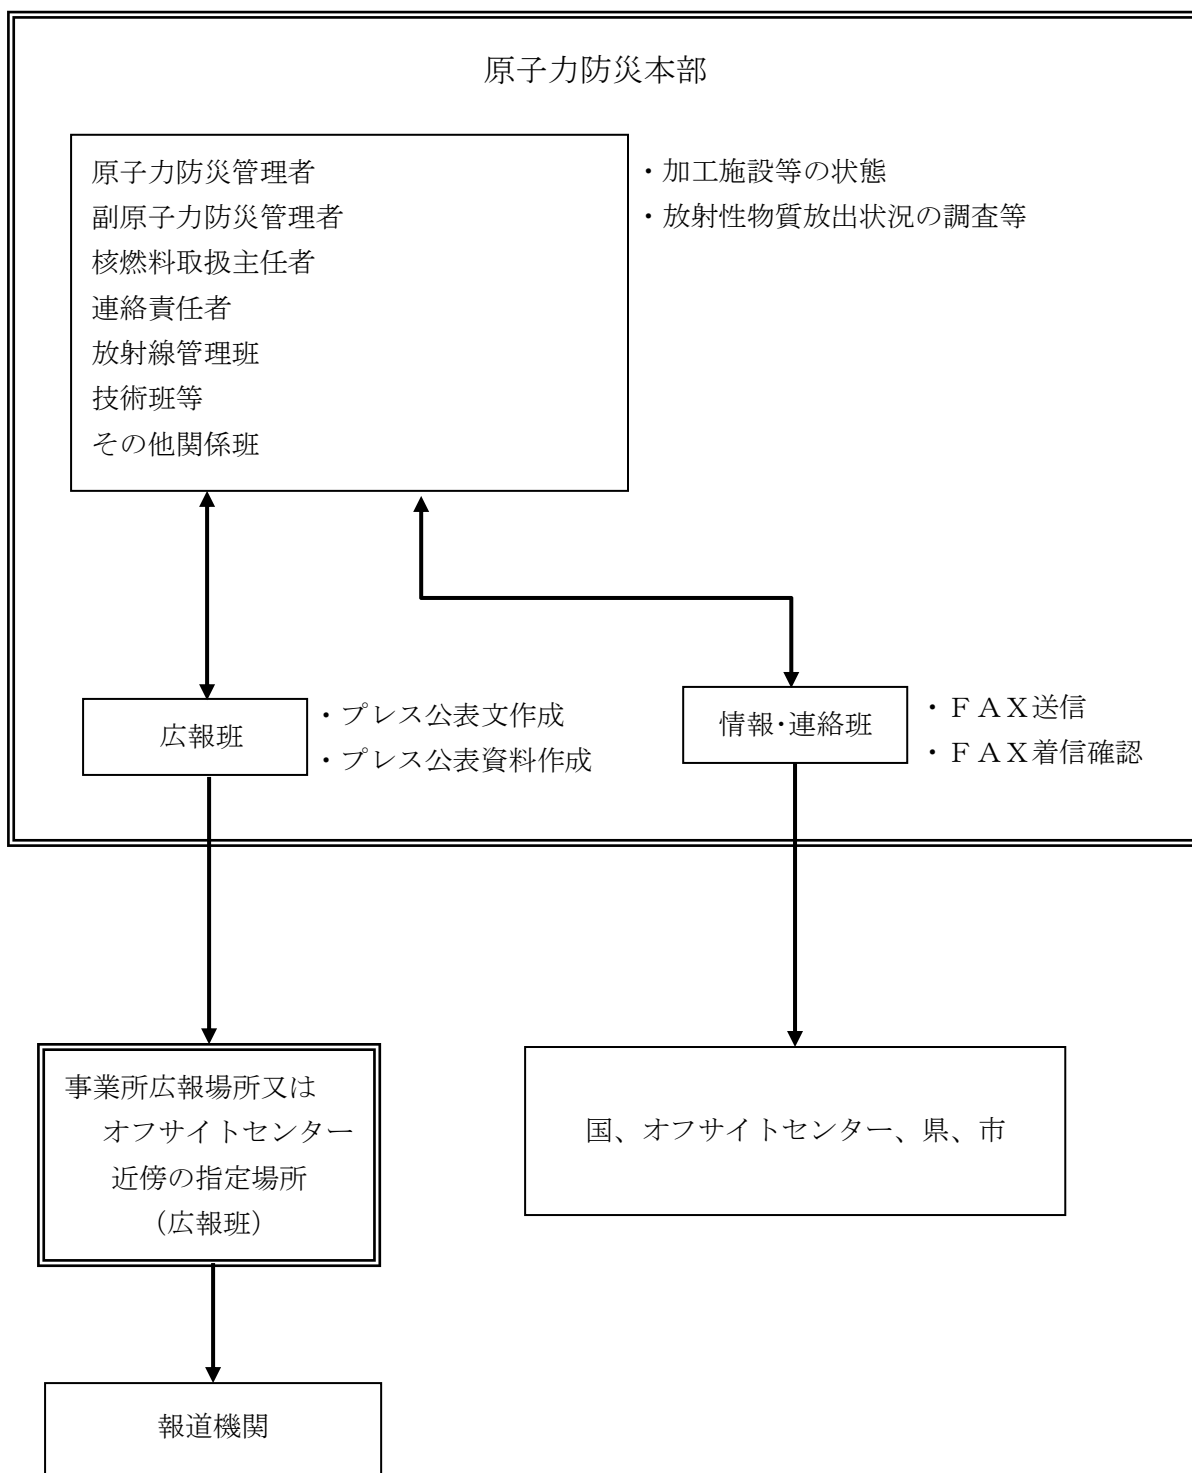 原子力防災本部
原子力防災管理者
副原子力防災管理者
核燃料取扱主任者
連絡責任者
放射線管理班
技術班等
その他関係班
・加工施設等の状態
・放射性物質放出状況の調査等
広報班
・プレス公表文作成
・プレス公表資料作成
情報・連絡班
・ＦＡＸ送信
・ＦＡＸ着信確認
事業所広報場所又は
オフサイトセンター
近傍の指定場所
（広報班）
国、オフサイトセンター、県、市
報道機関